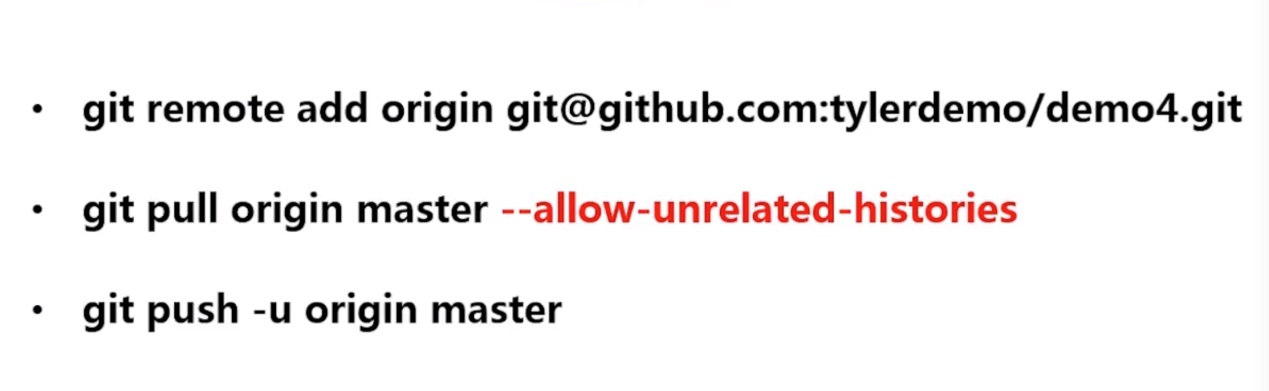 • git remote add origin git@github.com:tylerdemo/demo4.git
• git pull origin master --allow-unrelated-histories
• git push -u origin master